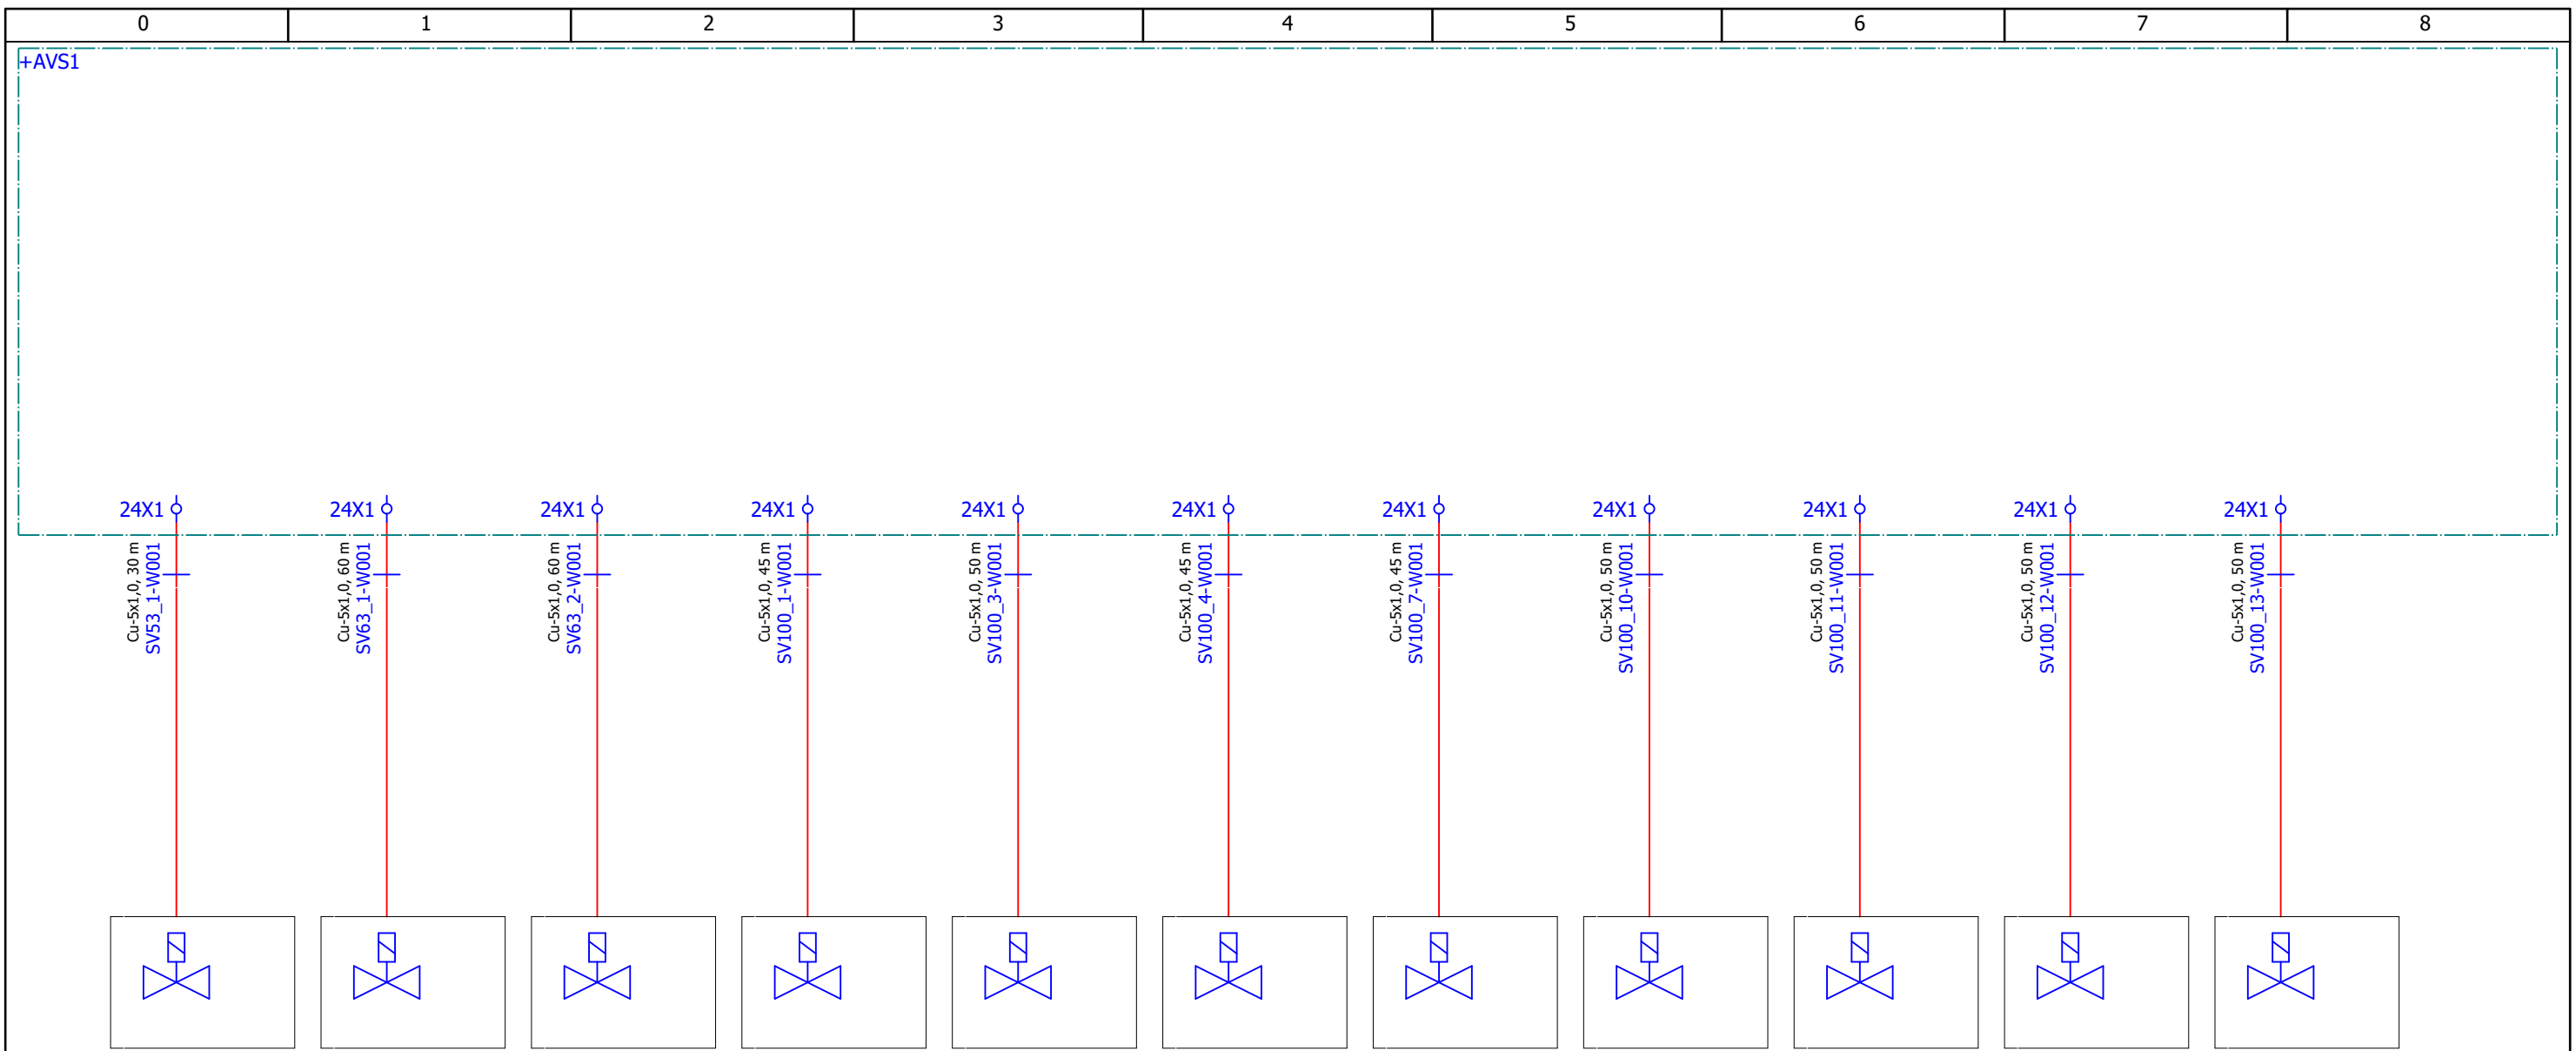 0 1 2 3 4 5 6 7 8
+AVS1
24X1 24X1 24X1 24X1 24X1 24X1 24X1 24X1 24X1 24X1 24X1
Cu-5x1,0, 30 m
SV53_1-W001
Cu-5x1,0, 60 m
SV63_1-W001
Cu-5x1,0, 60 m
SV63_2-W001
Cu-5x1,0, 45 m
SV100_1-W001
Cu-5x1,0, 50 m
SV100_3-W001
Cu-5x1,0, 45 m
SV100_4-W001
Cu-5x1,0, 45 m
SV100_7-W001
Cu-5x1,0, 50 m
SV100_10-W001
Cu-5x1,0, 50 m
SV100_11-W001
Cu-5x1,0, 50 m
SV100_12-W001
Cu-5x1,0, 50 m
SV100_13-W001